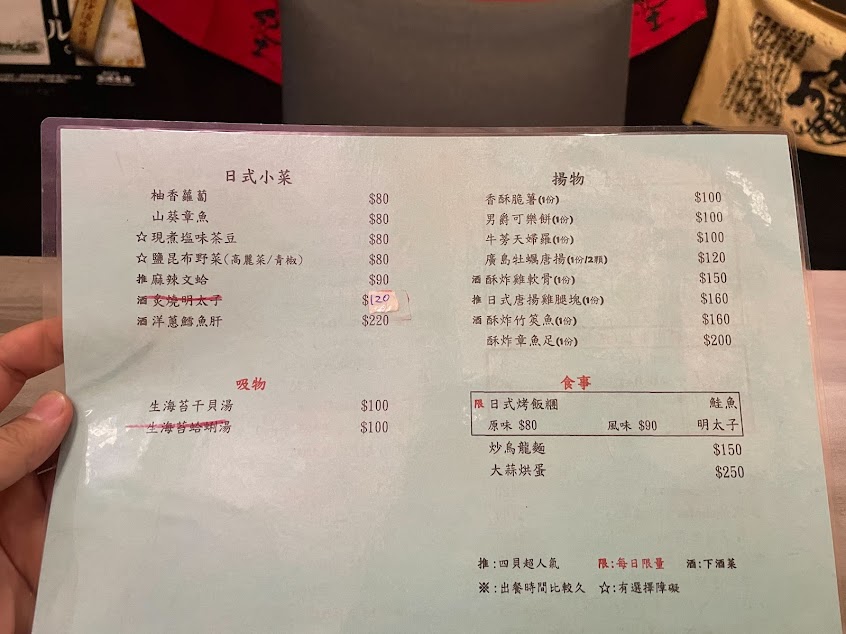 日式小菜
柚香蘿蔔 $80
山葵章魚 $80
☆現煮塩味茶豆 $80
☆鹽昆布野菜(高麗菜/青椒) $80
推 麻辣文蛤 $90
酒 炙燒明太子 $120
酒 洋蔥鱈魚肝 $220
吸物
生海苔干貝湯 $100
生海苔蛤蜊湯 $100
揚物
香酥脆薯(1份) $100
男爵可樂餅(1份) $100
牛蒡天婦羅(1份) $100
廣島牡蠣唐揚(1份/2顆) $120
酒 酥炸雞軟骨(1份) $150
推 日式唐揚雞腿塊(1份) $160
酒 酥炸竹筴魚(1份) $160
酥炸章魚足(1份) $200
食事
限 日式烤飯糰 鮭魚
原味 $80 風味 $90 明太子
炒烏龍麵 $150
大蒜烘蛋 $250
推:四貝超人氣 限:每日限量 酒:下酒菜
※:出餐時間比較久 ☆:有選擇障礙